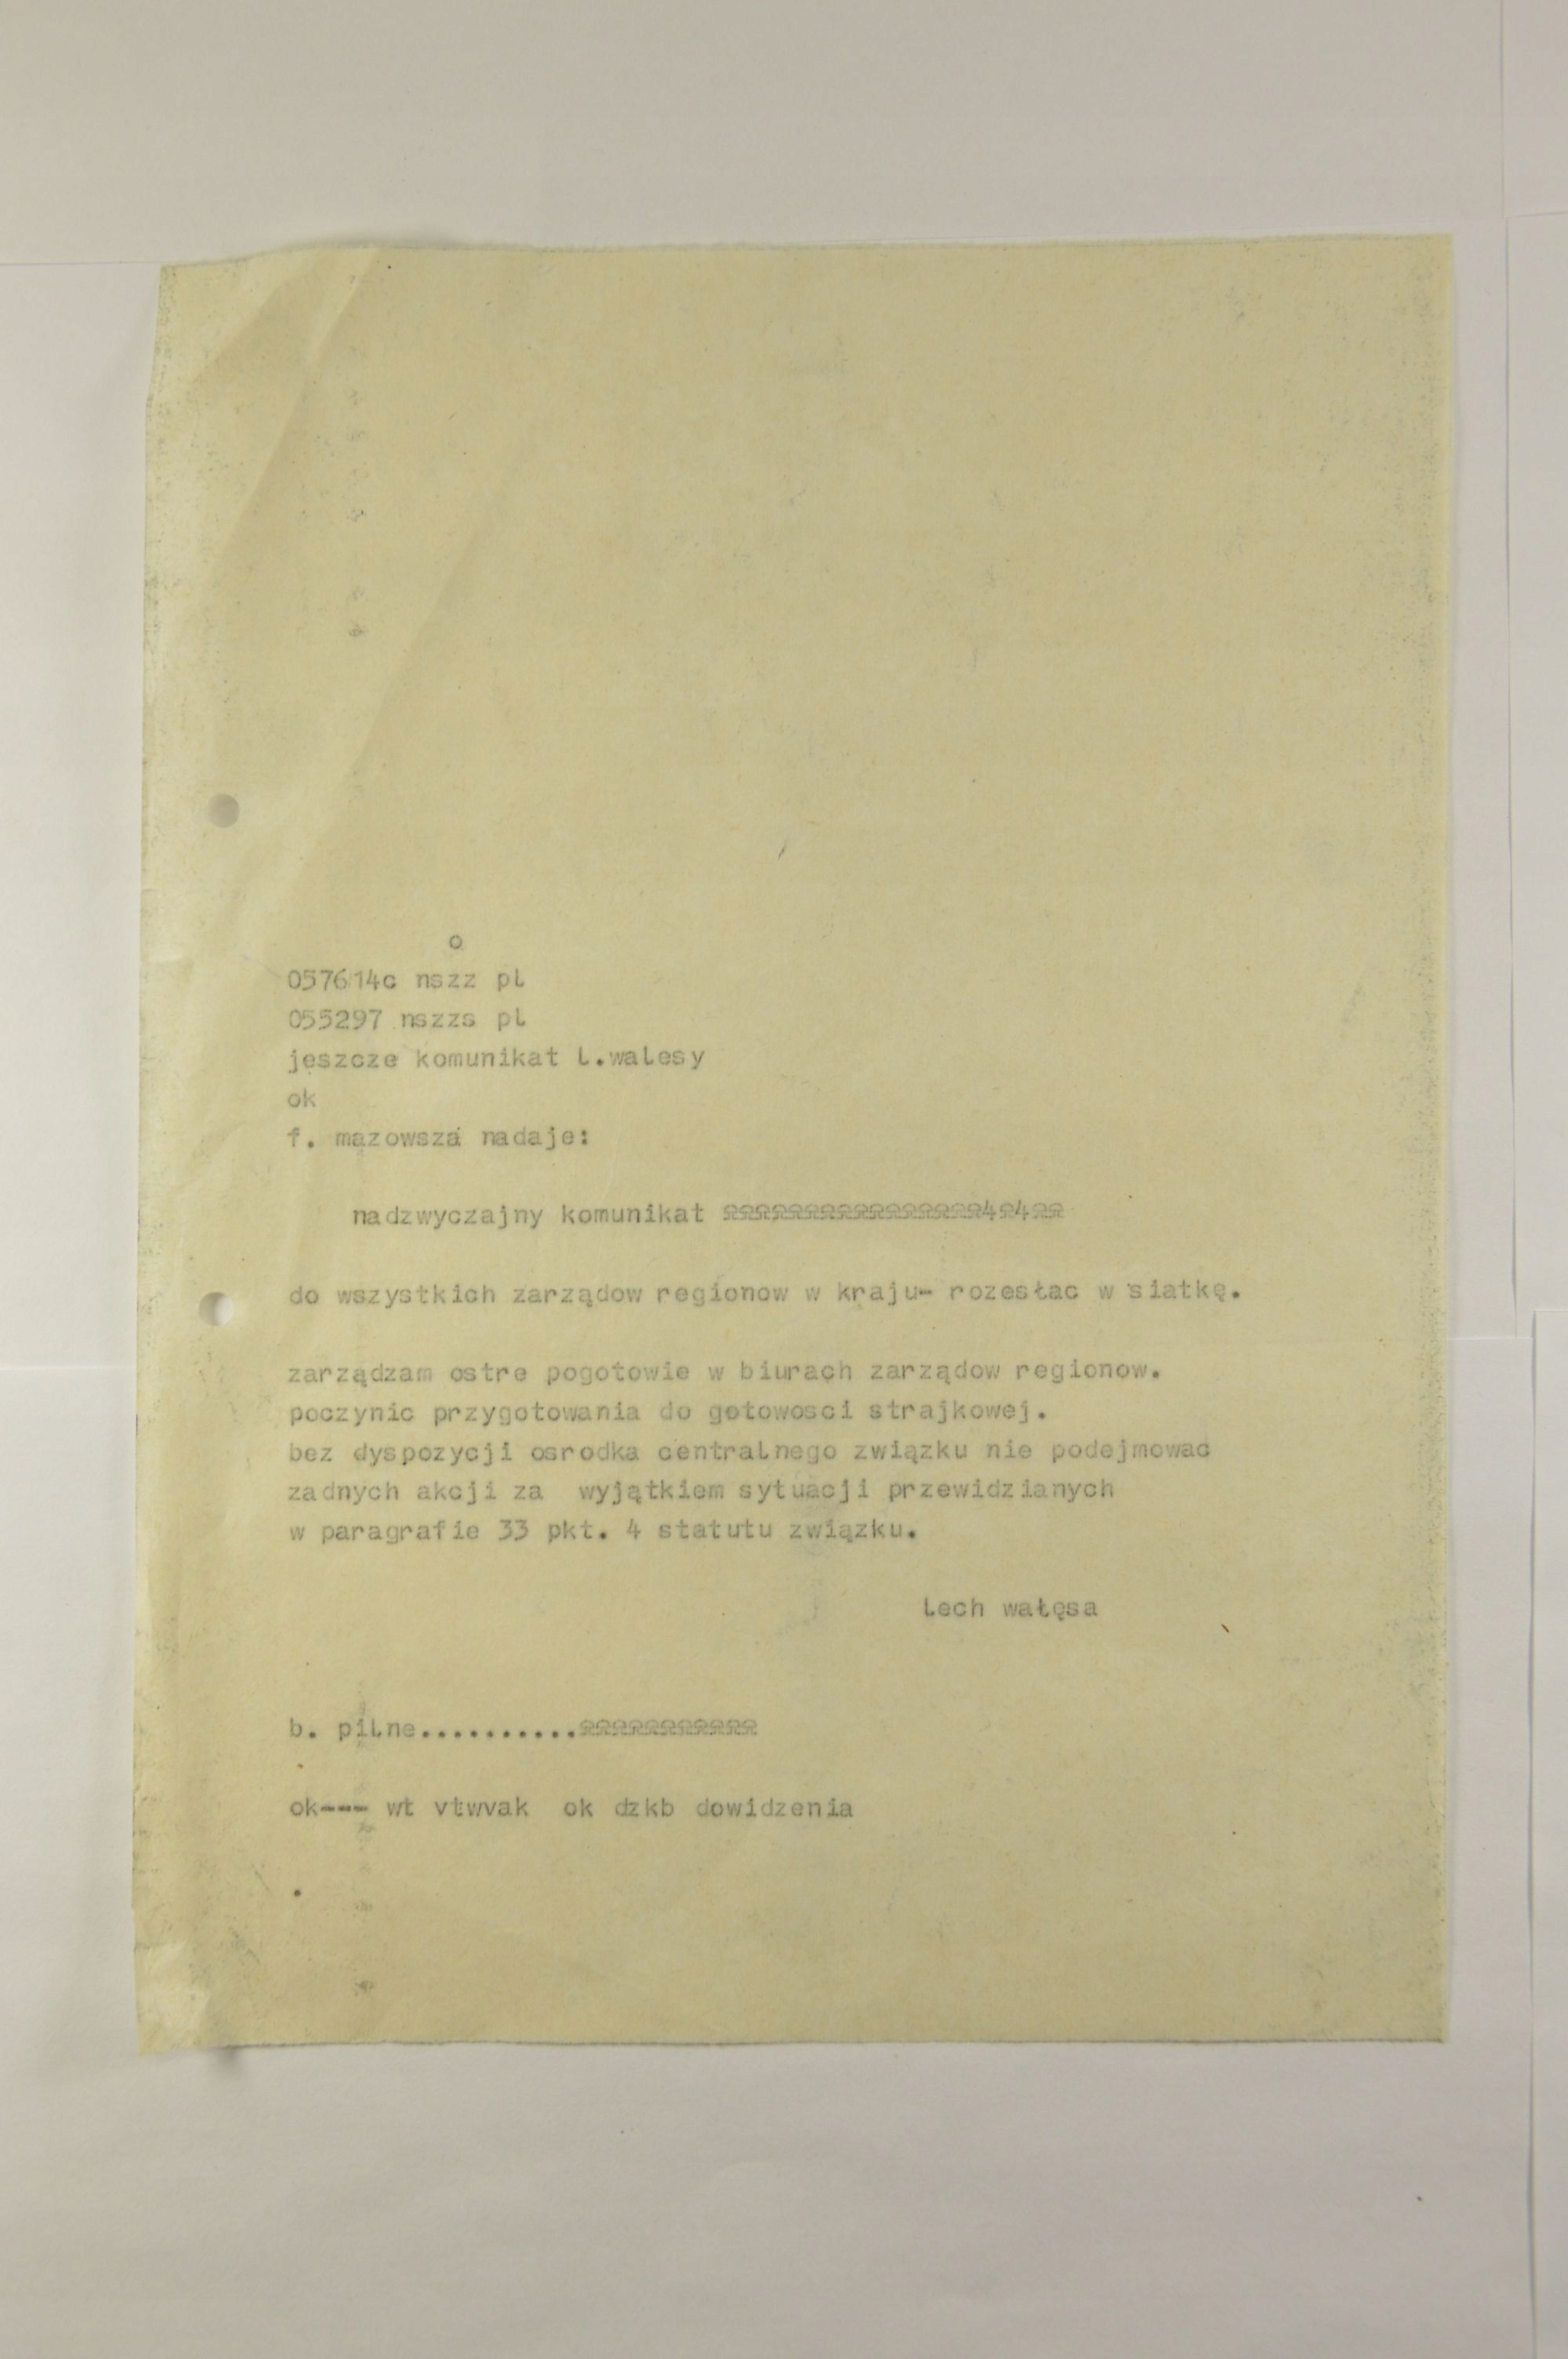 o
057614c nszz pl
055297 nszzs pl
jeszcze komunikat l.walesy
ok
f. mazowsza nadaje:
nadzwyczajny komunikat
do wszystkich zarządow regionow w kraju- rozesłac w siatkę.
zarządzam ostre pogotowie w biurach zarządow regionow.
poczynic przygotowania do gotowosci strajkowej.
bez dyspozycji osrodka centralnego związku nie podejmowac
zadnych akcji za  wyjątkiem sytuacji przewidzianych
w paragrafie 33 pkt. 4 statutu związku.
lech wałęsa
b. pilne..........
ok--- wt vtwvak  ok dzkb dowidzenia